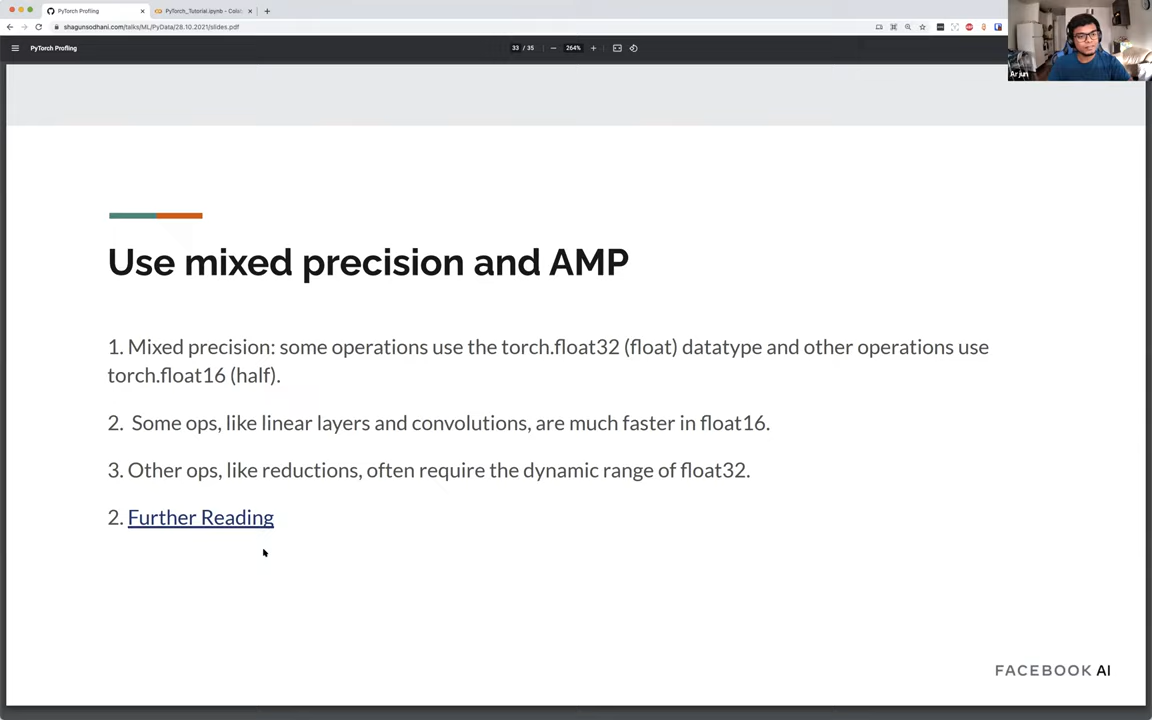 PyTorch Profling
PyTorch_Tutorial.ipynb - Colab
shagunsodhani.com/talks/ML/PyData/28.10.2021/slides.pdf
PyTorch Profling
33 / 35
264%
Arjun
Use mixed precision and AMP
1. Mixed precision: some operations use the torch.float32 (float) datatype and other operations use
torch.float16 (half).
2. Some ops, like linear layers and convolutions, are much faster in float16.
3. Other ops, like reductions, often require the dynamic range of float32.
2. Further Reading
FACEBOOK AI